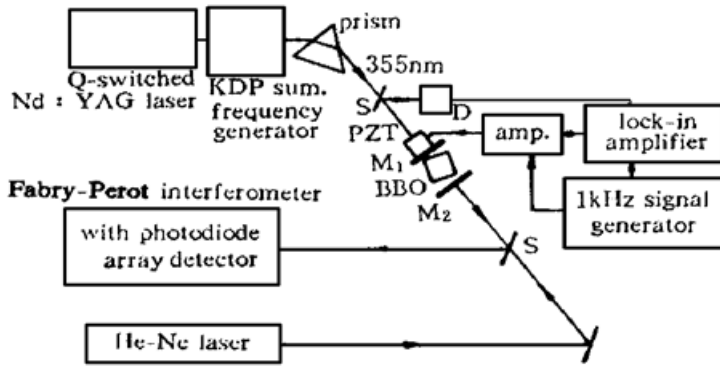 prism
Q-switched
Nd : YAG laser
KDP sum.
frequency
generator
355nm
S
D
PZT
amp.
lock-in
amplifier
M₁
BBO
M₂
1kHz signal
generator
Fabry-Perot interferometer
with photodiode
array detector
S
He-Ne laser